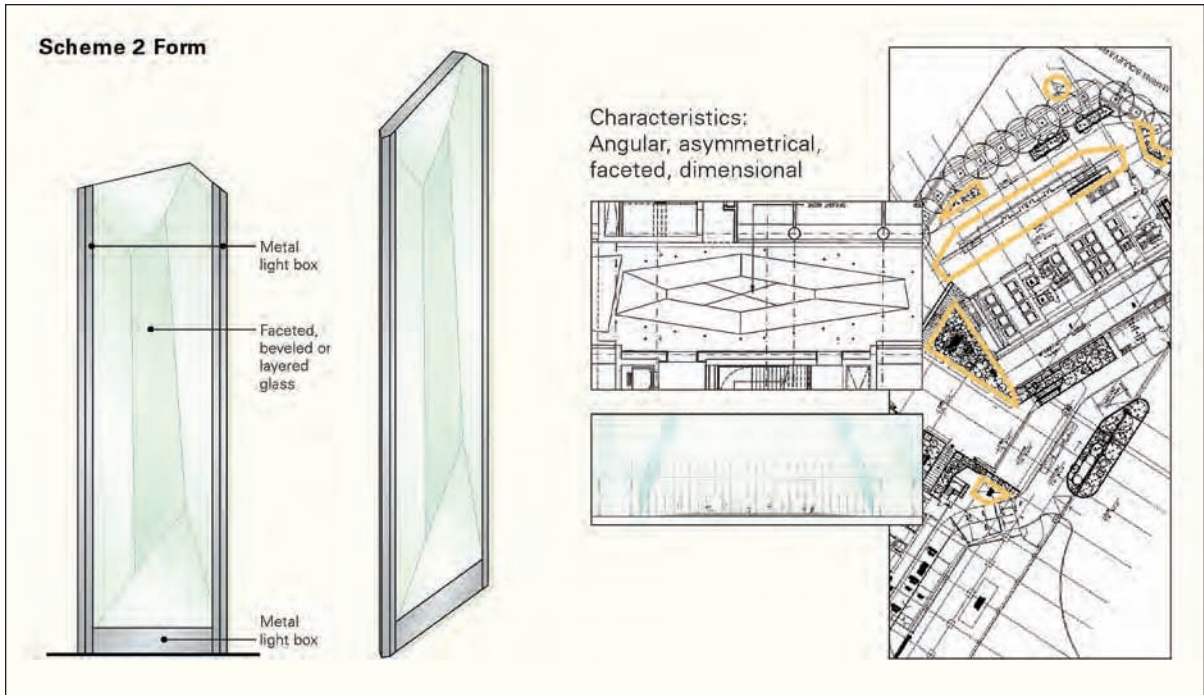 Scheme 2 Form
Metal
light box
Faceted,
beveled or
layered
glass
Metal
light box
Characteristics:
Angular, asymmetrical,
faceted, dimensional